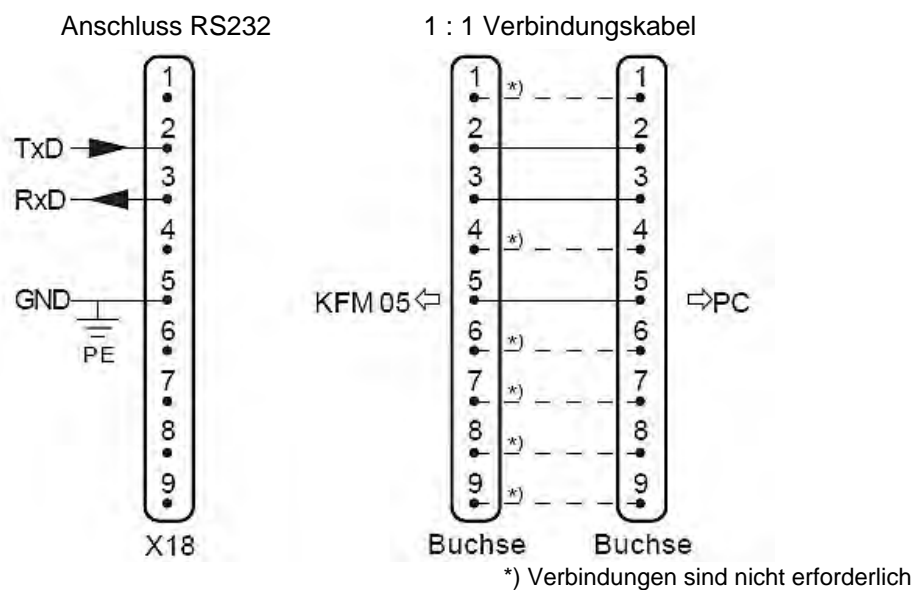 Anschluss RS232
1 : 1 Verbindungskabel
1 1 *) 1
TxD 2 2 2
RxD 3 3 3
4 4 *) 4
GND 5 KFM 05 5 5 PC
PE 6 6 *) 6
7 7 *) 7
8 8 *) 8
9 9 *) 9
X18 Buchse Buchse
*) Verbindungen sind nicht erforderlich